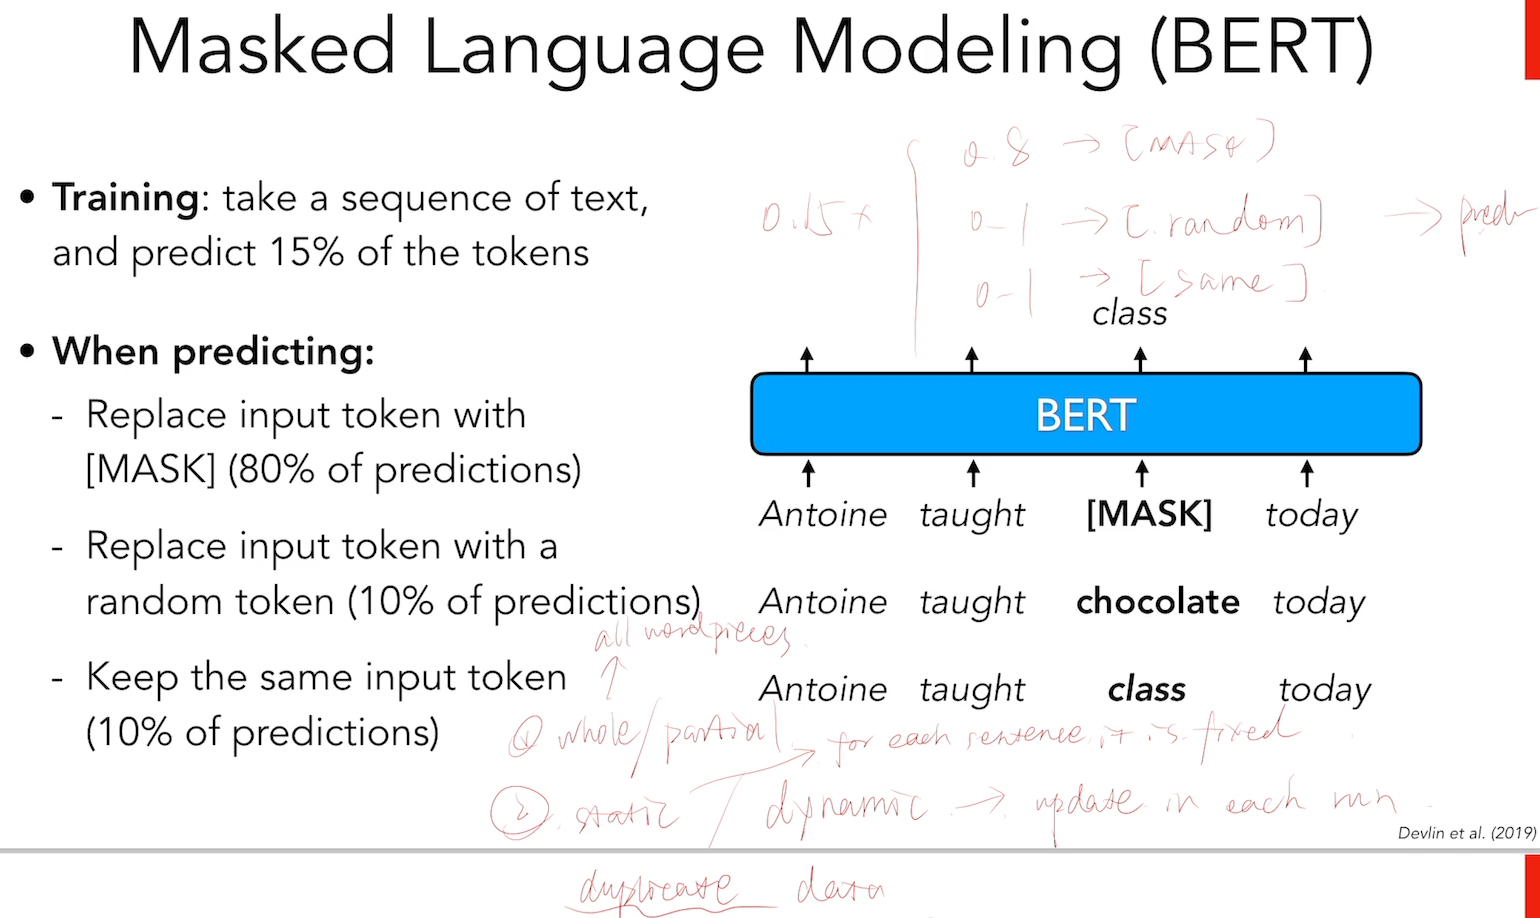 Masked Language Modeling (BERT)
• Training: take a sequence of text,
and predict 15% of the tokens
• When predicting:
- Replace input token with
[MASK] (80% of predictions)
- Replace input token with a
random token (10% of predictions)
- Keep the same input token
(10% of predictions)
0.15 ×
0.8 → [MASK]
0-1 → [random] → pred
0-1 → [same]
class
BERT
Antoine taught [MASK] today
Antoine taught chocolate today
Antoine taught class today
all wordpieces
① whole/partial
for each sentence, it is fixed
② static / dynamic → update in each run
Devlin et al. (2019)
duplicate data